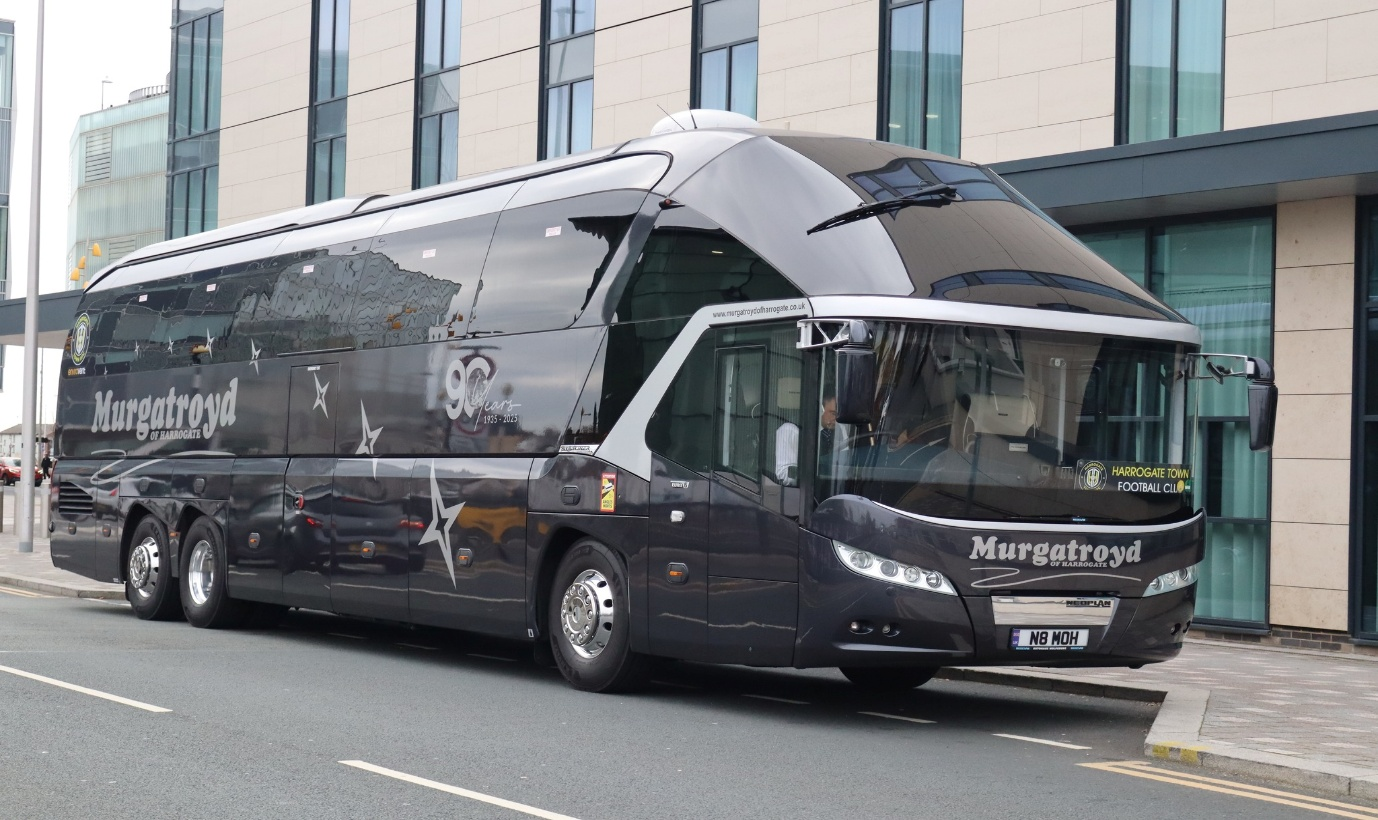 www.murgatroydofharrogate.co.uk
Murgatroyd
OF HARROGATE
90
Years
1935 - 2025
HARROGATE TOWN
FOOTBALL CLU
Murgatroyd
OF HARROGATE
NEOPLAN
N8 MOH